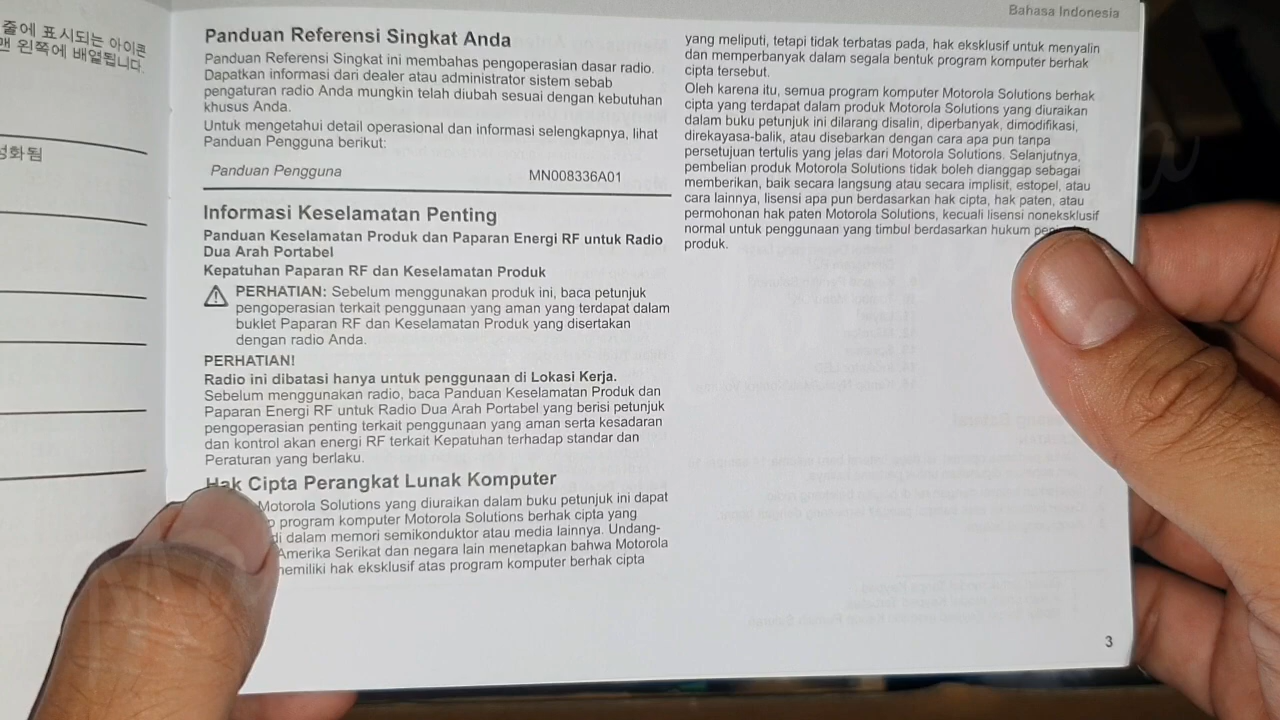 줄에 표시되는 아이콘
맨 왼쪽에 배열됩니다.
성화됨
Bahasa Indonesia
Panduan Referensi Singkat Anda
Panduan Referensi Singkat ini membahas pengoperasian dasar radio.
Dapatkan informasi dari dealer atau administrator sistem sebab
pengaturan radio Anda mungkin telah diubah sesuai dengan kebutuhan
khusus Anda.
Untuk mengetahui detail operasional dan informasi selengkapnya, lihat
Panduan Pengguna berikut:
Panduan Pengguna MN008336A01
Informasi Keselamatan Penting
Panduan Keselamatan Produk dan Paparan Energi RF untuk Radio
Dua Arah Portabel
Kepatuhan Paparan RF dan Keselamatan Produk
PERHATIAN: Sebelum menggunakan produk ini, baca petunjuk
pengoperasian terkait penggunaan yang aman yang terdapat dalam
buklet Paparan RF dan Keselamatan Produk yang disertakan
dengan radio Anda.
PERHATIAN!
Radio ini dibatasi hanya untuk penggunaan di Lokasi Kerja.
Sebelum menggunakan radio, baca Panduan Keselamatan Produk dan
Paparan Energi RF untuk Radio Dua Arah Portabel yang berisi petunjuk
pengoperasian penting terkait penggunaan yang aman serta kesadaran
dan kontrol akan energi RF terkait Kepatuhan terhadap standar dan
Peraturan yang berlaku.
Hak Cipta Perangkat Lunak Komputer
Motorola Solutions yang diuraikan dalam buku petunjuk ini dapat
program komputer Motorola Solutions berhak cipta yang
di dalam memori semikonduktor atau media lainnya. Undang-
Amerika Serikat dan negara lain menetapkan bahwa Motorola
memiliki hak eksklusif atas program komputer berhak cipta
yang meliputi, tetapi tidak terbatas pada, hak eksklusif untuk menyalin
dan memperbanyak dalam segala bentuk program komputer berhak
cipta tersebut.
Oleh karena itu, semua program komputer Motorola Solutions berhak
cipta yang terdapat dalam produk Motorola Solutions yang diuraikan
dalam buku petunjuk ini dilarang disalin, diperbanyak, dimodifikasi,
direkayasa-balik, atau disebarkan dengan cara apa pun tanpa
persetujuan tertulis yang jelas dari Motorola Solutions. Selanjutnya,
pembelian produk Motorola Solutions tidak boleh dianggap sebagai
memberikan, baik secara langsung atau secara implisit, estopel, atau
cara lainnya, lisensi apa pun berdasarkan hak cipta, hak paten, atau
permohonan hak paten Motorola Solutions, kecuali lisensi noneksklusif
normal untuk penggunaan yang timbul berdasarkan hukum
produk.
3